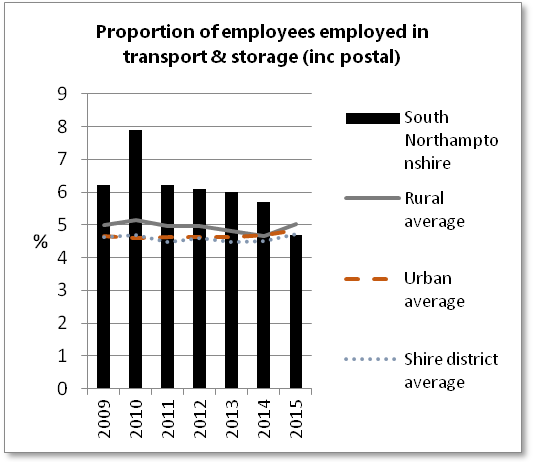 Proportion of employees employed in
transport & storage (inc postal)
9
8
7
6
5
4
3
2
1
0
%
2009
2010
2011
2012
2013
2014
2015
South
Northampto
nshire
Rural
average
Urban
average
Shire district
average